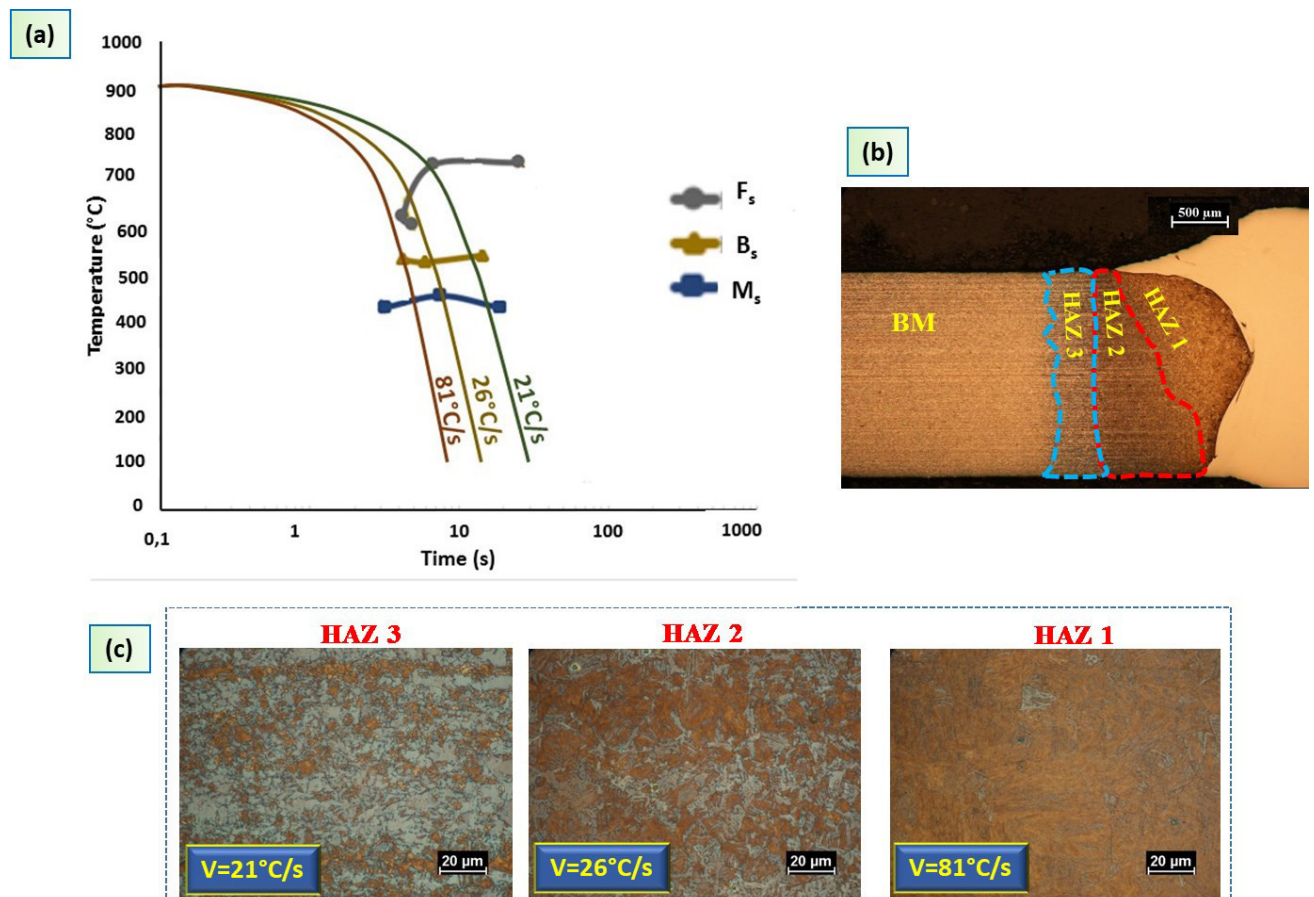 (a)
1000
900
800
700
600
500
400
300
200
100
0
Temperature (°C)
0,1
1
10
100
1000
Time (s)
81°C/s
26°C/s
21°C/s
Fs
Bs
Ms
(b)
500 µm
BM
HAZ 3
HAZ 2
HAZ 1
(c)
HAZ 3
HAZ 2
HAZ 1
V=21°C/s
20 µm
V=26°C/s
20 µm
V=81°C/s
20 µm